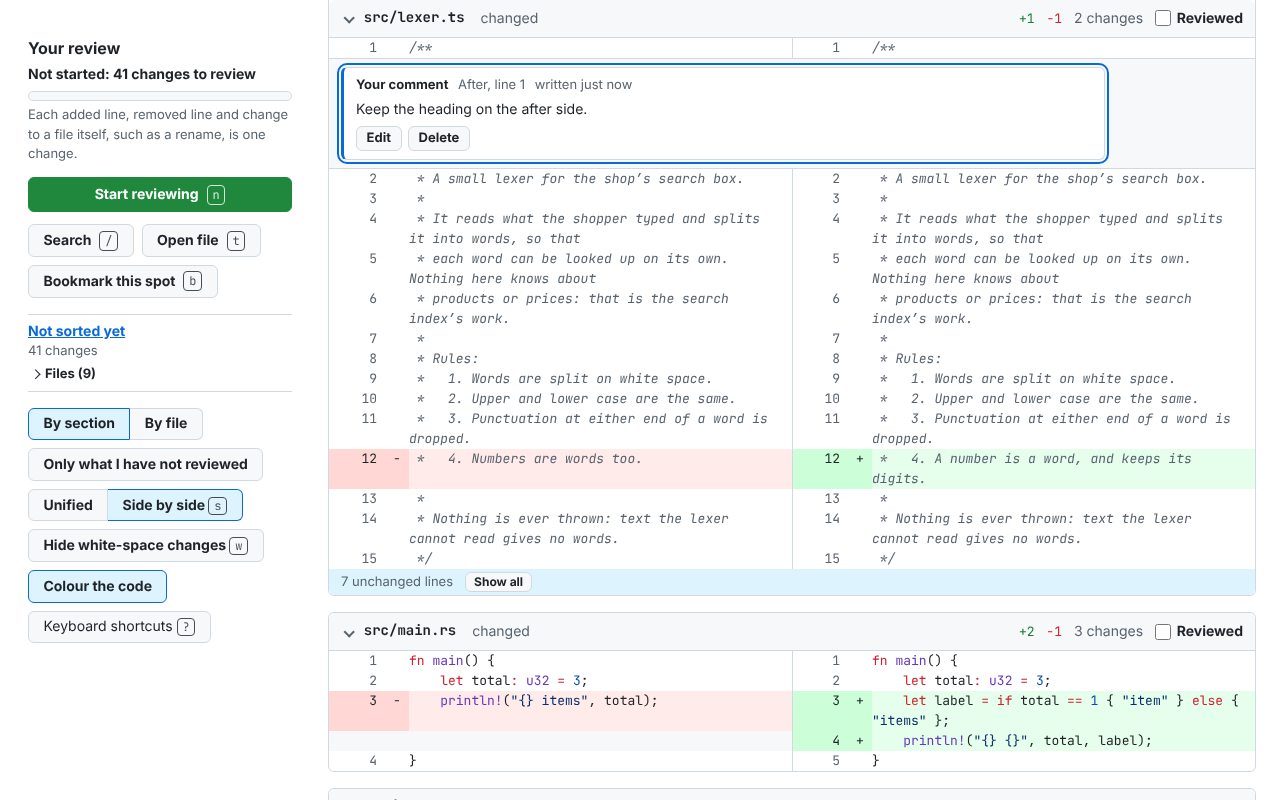 Your review
Not started: 41 changes to review
Each added line, removed line and change
to a file itself, such as a rename, is one
change.
Start reviewing n
Search / Open file t
Bookmark this spot b
Not sorted yet
41 changes
Files (9)
By section By file
Only what I have not reviewed
Unified Side by side s
Hide white-space changes w
Colour the code
Keyboard shortcuts ?
src/lexer.ts changed +1 -1 2 changes Reviewed
1 /** 1 /**
Your comment After, line 1 written just now
Keep the heading on the after side.
Edit Delete
2 * A small lexer for the shop’s search box. 2 * A small lexer for the shop’s search box.
3 * 3 *
4 * It reads what the shopper typed and splits 4 * It reads what the shopper typed and splits
it into words, so that it into words, so that
5 * each word can be looked up on its own. 5 * each word can be looked up on its own.
Nothing here knows about Nothing here knows about
6 * products or prices: that is the search 6 * products or prices: that is the search
index’s work. index’s work.
7 * 7 *
8 * Rules: 8 * Rules:
9 * 1. Words are split on white space. 9 * 1. Words are split on white space.
10 * 2. Upper and lower case are the same. 10 * 2. Upper and lower case are the same.
11 * 3. Punctuation at either end of a word is 11 * 3. Punctuation at either end of a word is
dropped. dropped.
12 - * 4. Numbers are words too. 12 + * 4. A number is a word, and keeps its
digits.
13 * 13 *
14 * Nothing is ever thrown: text the lexer 14 * Nothing is ever thrown: text the lexer
cannot read gives no words. cannot read gives no words.
15 */ 15 */
7 unchanged lines Show all
src/main.rs changed +2 -1 3 changes Reviewed
1 fn main() { 1 fn main() {
2 let total: u32 = 3; 2 let total: u32 = 3;
3 - println!("{} items", total); 3 + let label = if total == 1 { "item" } else {
"items" };
4 + println!("{} {}", total, label);
4 } 5 }